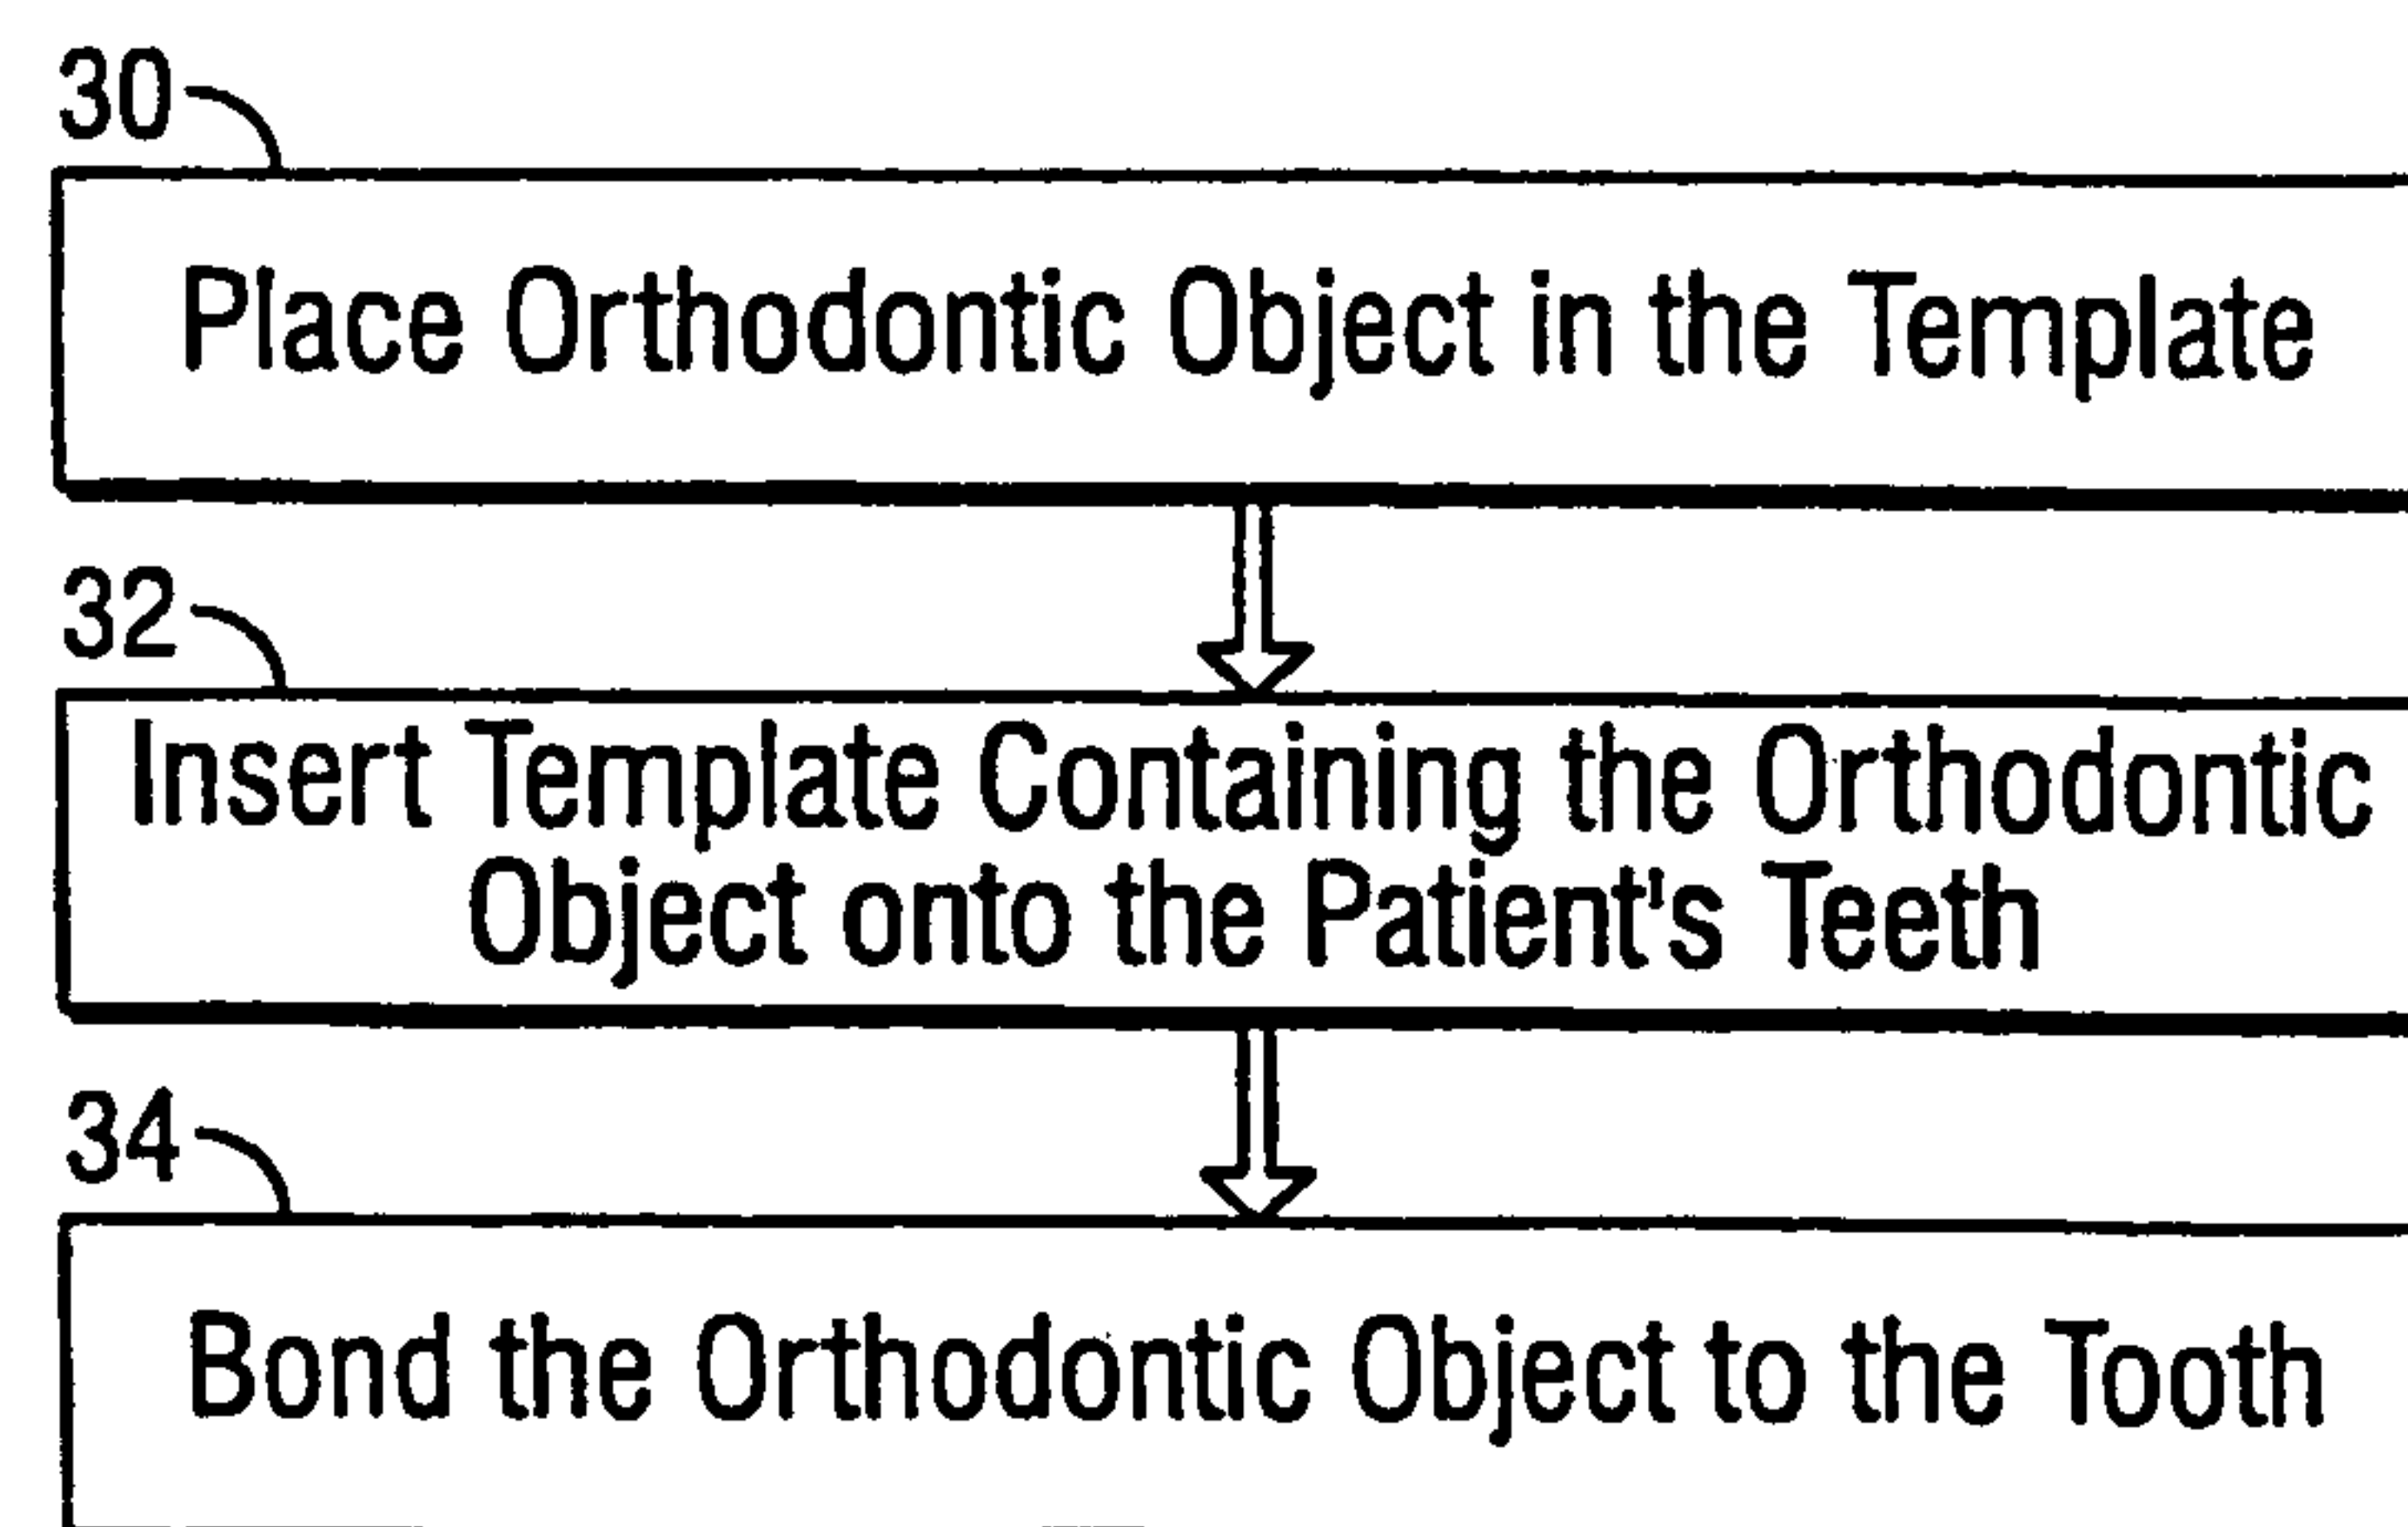 30
Place Orthodontic Object in the Template
32
Insert Template Containing the Orthodontic
Object onto the Patient's Teeth
34
Bond the Orthodontic Object to the Tooth